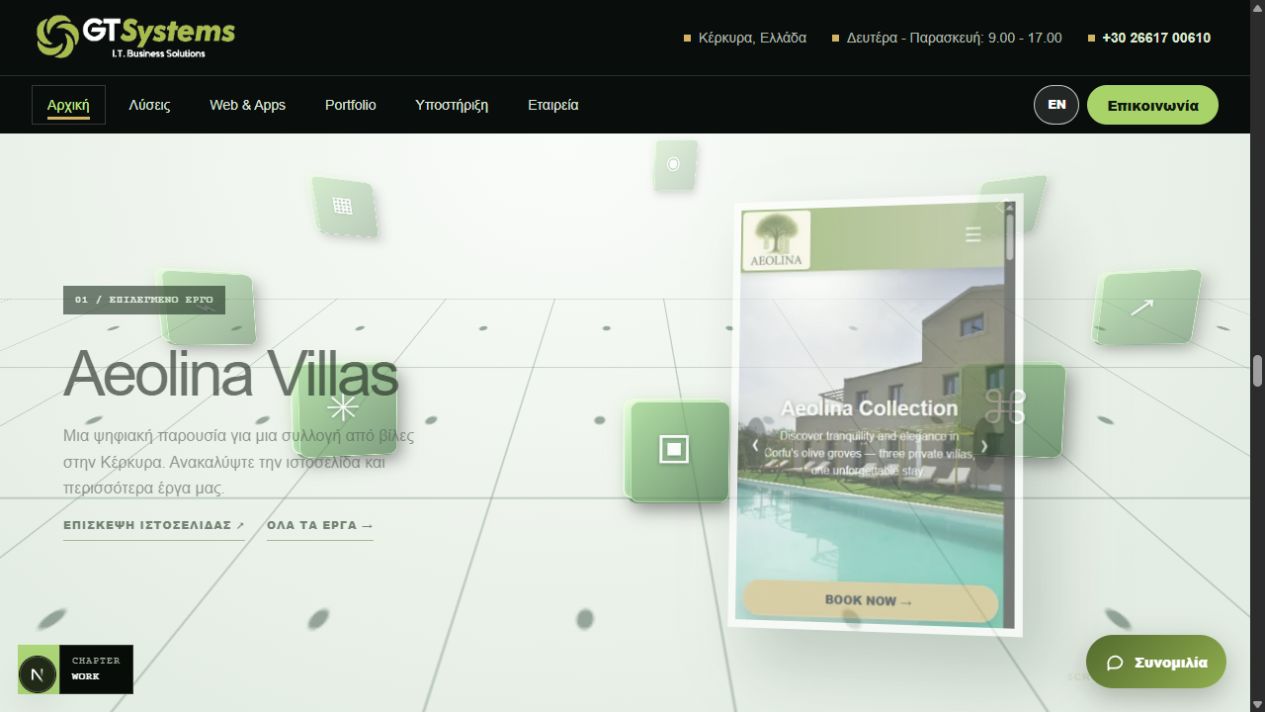 GTSystems
I.T. Business Solutions
Κέρκυρα, Ελλάδα
Δευτέρα - Παρασκευή: 9.00 - 17.00
+30 26617 00610
Αρχική
Λύσεις
Web & Apps
Portfolio
Υποστήριξη
Εταιρεία
EN
Επικοινωνία
01 / ΕΠΙΛΕΓΜΕΝΟ ΕΡΓΟ
Aeolina Villas
Μια ψηφιακή παρουσία για μια συλλογή από βίλες
στην Κέρκυρα. Ανακαλύψτε την ιστοσελίδα και
περισσότερα έργα μας.
ΕΠΙΣΚΕΨΗ ΙΣΤΟΣΕΛΙΔΑΣ ↗
ΟΛΑ ΤΑ ΕΡΓΑ →
AEOLINA
Aeolina Collection
Discover tranquility and elegance in
Corfu's olive groves — three private villas,
one unforgettable stay.
BOOK NOW →
N
CHAPTER
WORK
Συνομιλία